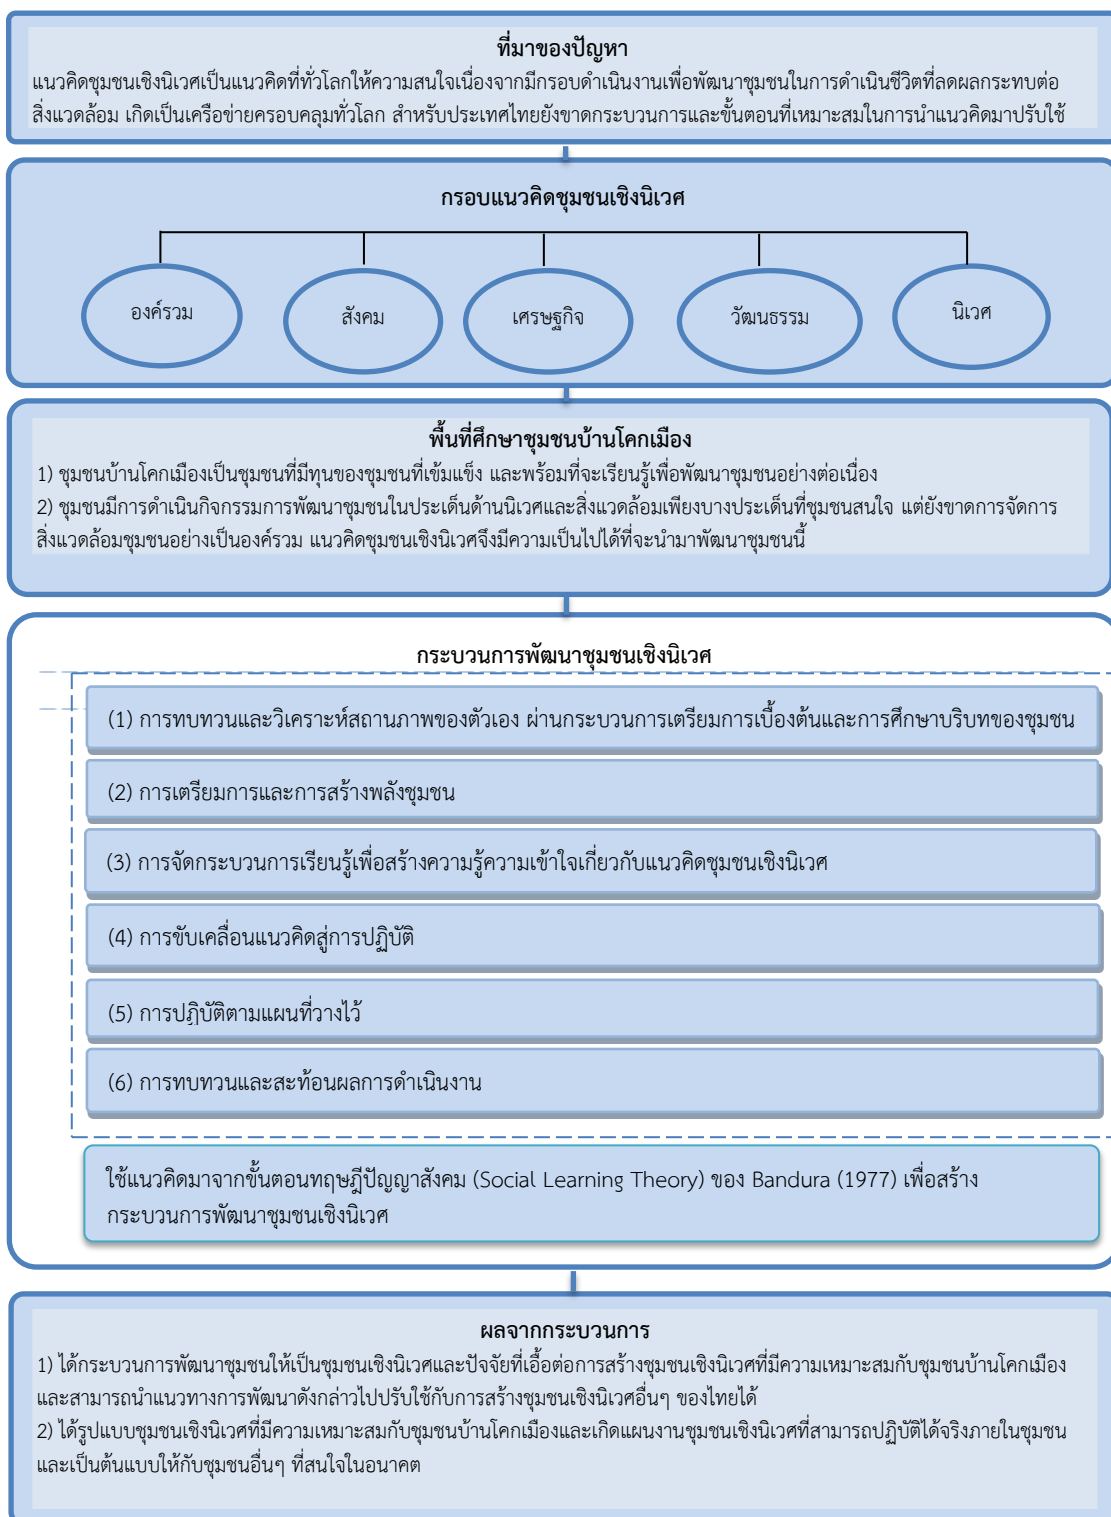 ที่มาของปัญหา
แนวคิดชุมชนเชิงนิเวศเป็นแนวคิดที่ทั่วโลกให้ความสนใจเนื่องจากมีกรอบดำเนินงานเพื่อพัฒนาชุมชนในการดำเนินชีวิตที่ลดผลกระทบต่อ
สิ่งแวดล้อม เกิดเป็นเครือข่ายครอบคลุมทั่วโลก สำหรับประเทศไทยยังขาดกระบวนการและขั้นตอนที่เหมาะสมในการนำแนวคิดมาปรับใช้
กรอบแนวคิดชุมชนเชิงนิเวศ
องค์รวม
สังคม
เศรษฐกิจ
วัฒนธรรม
นิเวศ
พื้นที่ศึกษาชุมชนบ้านโคกเมือง
1) ชุมชนบ้านโคกเมืองเป็นชุมชนที่มีทุนของชุมชนที่เข้มแข็ง และพร้อมที่จะเรียนรู้เพื่อพัฒนาชุมชนอย่างต่อเนื่อง
2) ชุมชนมีการดำเนินกิจกรรมการพัฒนาชุมชนในประเด็นด้านนิเวศและสิ่งแวดล้อมเพียงบางประเด็นที่ชุมชนสนใจ แต่ยังขาดการจัดการ
สิ่งแวดล้อมชุมชนอย่างเป็นองค์รวม แนวคิดชุมชนเชิงนิเวศจึงมีความเป็นไปได้ที่จะนำมาพัฒนาชุมชนนี้
กระบวนการพัฒนาชุมชนเชิงนิเวศ
(1) การทบทวนและวิเคราะห์สถานภาพของตัวเอง ผ่านกระบวนการเตรียมการเบื้องต้นและการศึกษาบริบทของชุมชน
(2) การเตรียมการและการสร้างพลังชุมชน
(3) การจัดกระบวนการเรียนรู้เพื่อสร้างความรู้ความเข้าใจเกี่ยวกับแนวคิดชุมชนเชิงนิเวศ
(4) การขับเคลื่อนแนวคิดสู่การปฏิบัติ
(5) การปฏิบัติตามแผนที่วางไว้
(6) การทบทวนและสะท้อนผลการดำเนินงาน
ใช้แนวคิดมาจากขั้นตอนทฤษฎีปัญญาสังคม (Social Learning Theory) ของ Bandura (1977) เพื่อสร้าง
กระบวนการพัฒนาชุมชนเชิงนิเวศ
ผลจากกระบวนการ
1) ได้กระบวนการพัฒนาชุมชนให้เป็นชุมชนเชิงนิเวศและปัจจัยที่เอื้อต่อการสร้างชุมชนเชิงนิเวศที่มีความเหมาะสมกับชุมชนบ้านโคกเมือง
และสามารถนำแนวทางการพัฒนาดังกล่าวไปปรับใช้กับการสร้างชุมชนเชิงนิเวศอื่นๆ ของไทยได้
2) ได้รูปแบบชุมชนเชิงนิเวศที่มีความเหมาะสมกับชุมชนบ้านโคกเมืองและเกิดแผนงานชุมชนเชิงนิเวศที่สามารถปฏิบัติได้จริงภายในชุมชน
และเป็นต้นแบบให้กับชุมชนอื่นๆ ที่สนใจในอนาคต